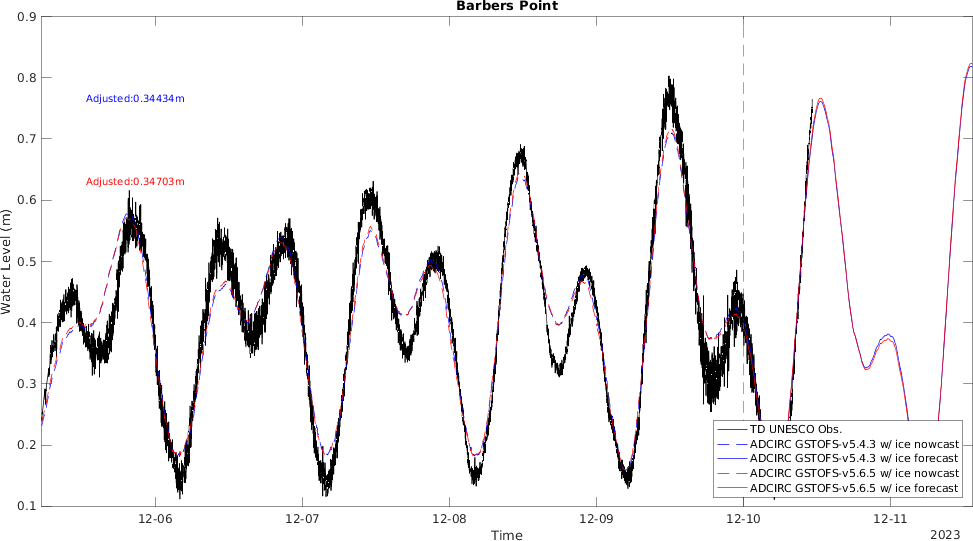 Barbers Point
0.9
0.8
0.7
0.6
0.5
0.4
0.3
0.2
0.1
Water Level (m)
Adjusted:0.34434m
Adjusted:0.34703m
TD UNESCO Obs.
ADCIRC GSTOFS-v5.4.3 w/ ice nowcast
ADCIRC GSTOFS-v5.4.3 w/ ice forecast
ADCIRC GSTOFS-v5.6.5 w/ ice nowcast
ADCIRC GSTOFS-v5.6.5 w/ ice forecast
12-06
12-07
12-08
12-09
12-10
12-11
Time
2023